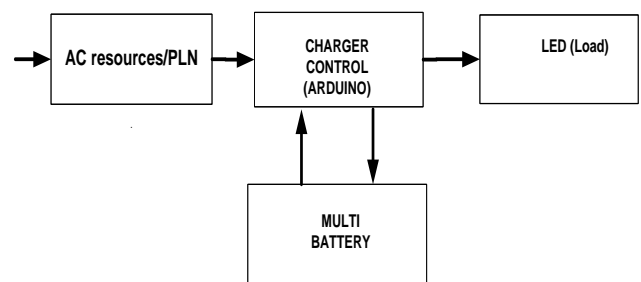 AC resources/PLN
CHARGER
CONTROL
(ARDUINO)
LED (Load)
MULTI
BATTERY